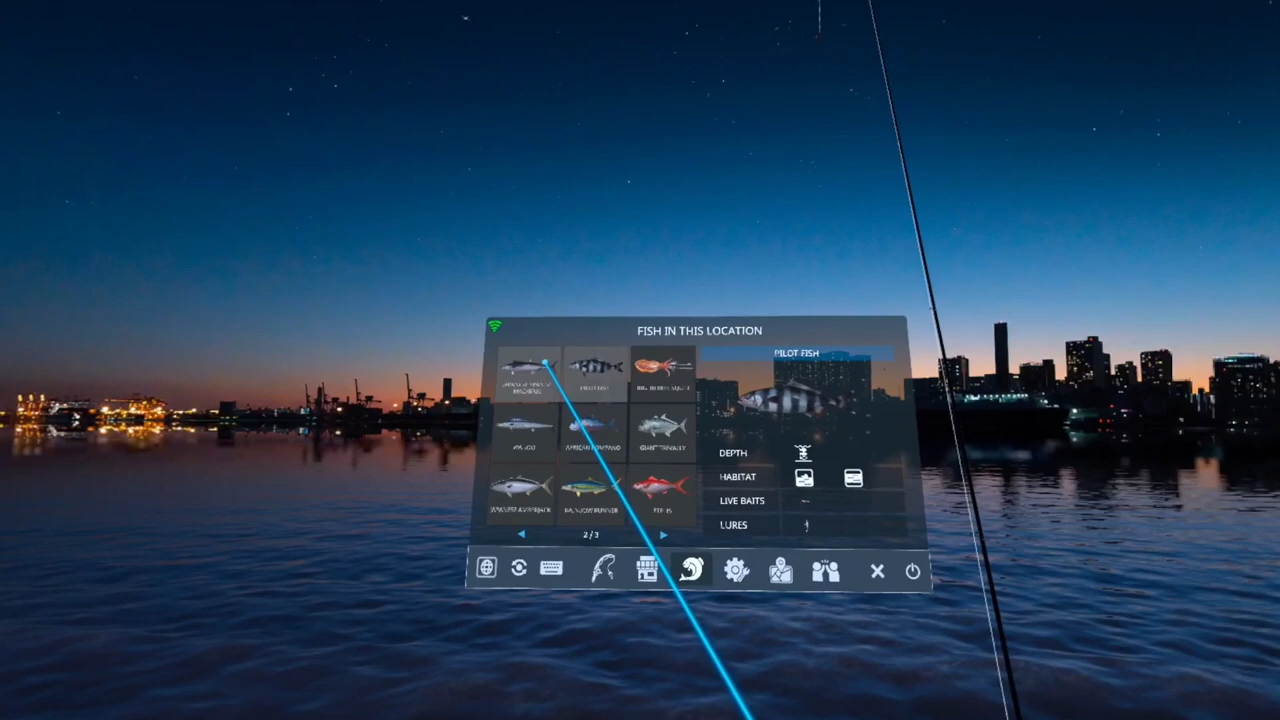 FISH IN THIS LOCATION
PILOT FISH
PILOT FISH
WAHOO
AFRICAN POMPANO
GIANT TREVALLY
RAINBOW RUNNER
DEPTH
HABITAT
LIVE BAITS
LURES
2/3